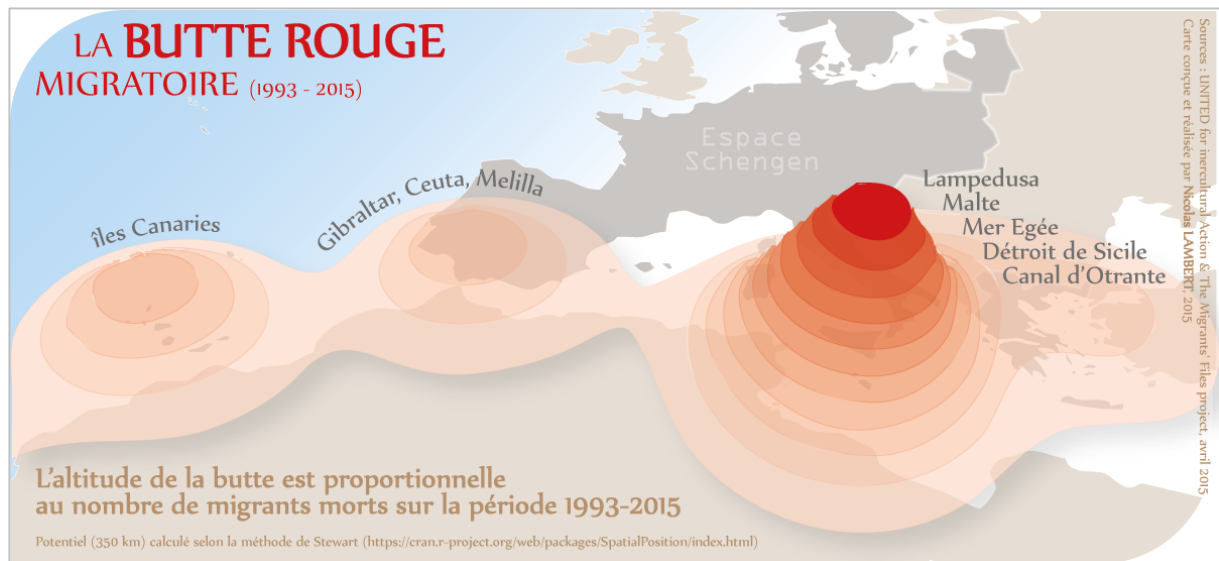 LA BUTTE ROUGE
MIGRATOIRE (1993 - 2015)
Espace
Schengen
îles Canaries
Gibraltar, Ceuta, Melilla
Lampedusa
Malte
Mer Egée
Détroit de Sicile
Canal d'Otrante
L'altitude de la butte est proportionnelle
au nombre de migrants morts sur la période 1993-2015
Potentiel (350 km) calculé selon la méthode de Stewart (https://cran.r-project.org/web/packages/SpatialPosition/index.html)
Sources : UNITED for inercultural Action & The Migrants' Files project, avril 2015
Carte conçue et réalisée par Nicolas LAMBERT, 2015